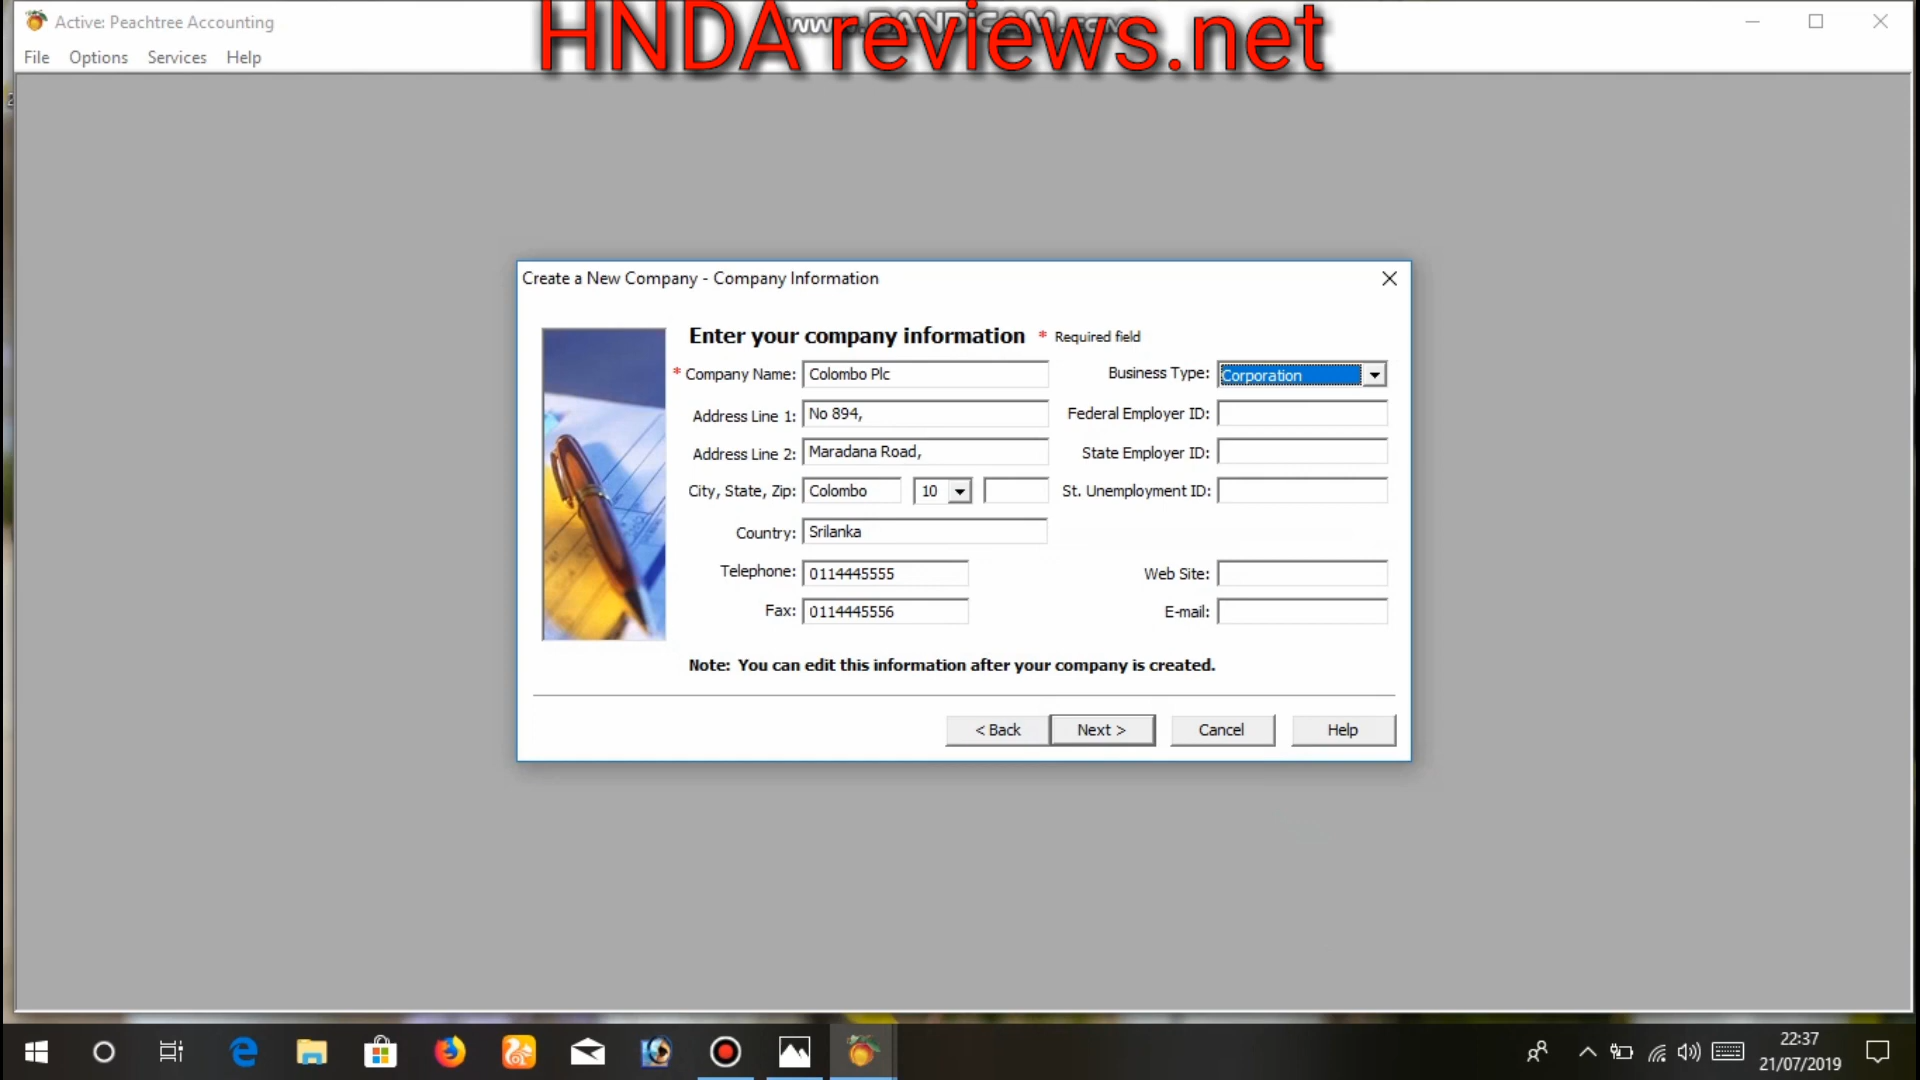 Active: Peachtree Accounting
www.BANDICAM.com
HNDA reviews.net
File Options Services Help
Create a New Company - Company Information
Enter your company information * Required field
* Company Name: Colombo Plc
Business Type: Corporation
Address Line 1: No 894,
Federal Employer ID:
Address Line 2: Maradana Road,
State Employer ID:
City, State, Zip: Colombo 10
St. Unemployment ID:
Country: Srilanka
Telephone: 0114445555
Web Site:
Fax: 0114445556
E-mail:
Note: You can edit this information after your company is created.
< Back Next > Cancel Help
22:37
21/07/2019